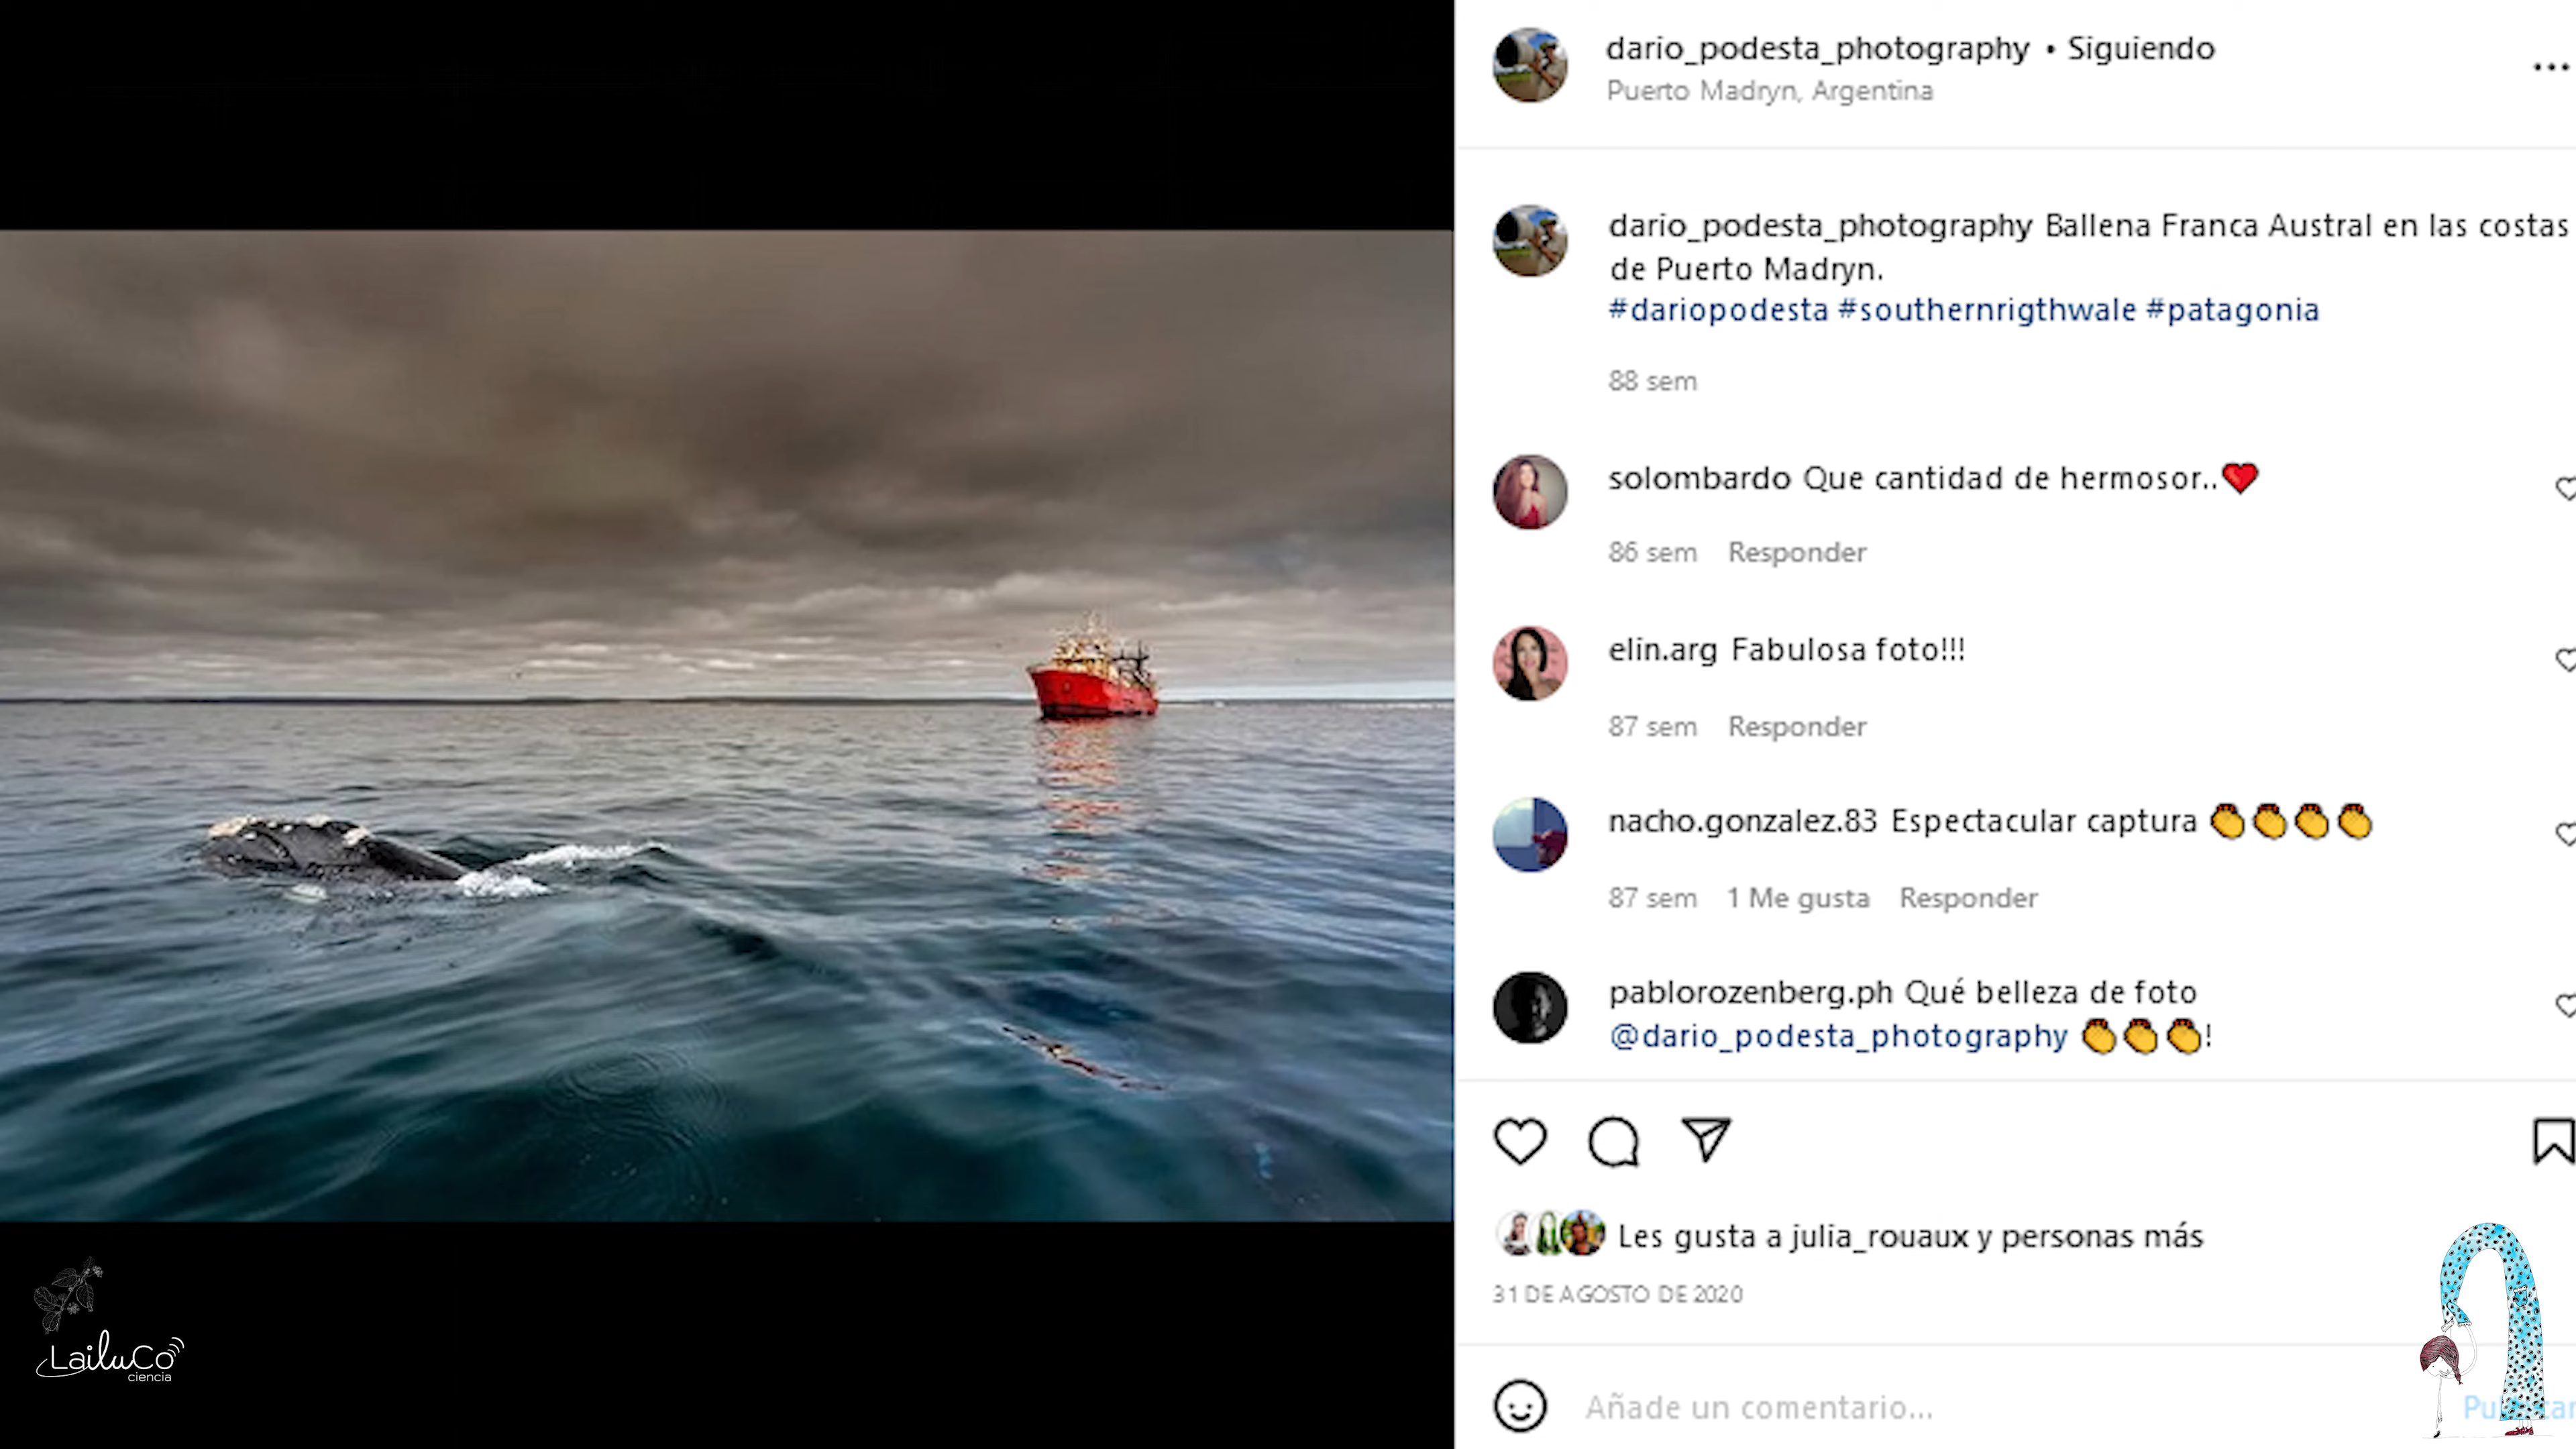 dario_podesta_photography • Siguiendo
Puerto Madryn, Argentina
dario_podesta_photography Ballena Franca Austral en las costas
de Puerto Madryn.
#dariopodesta #southernrigthwale #patagonia
88 sem
solombardo Que cantidad de hermosor..❤️
86 sem Responder
elin.arg Fabulosa foto!!!
87 sem Responder
nacho.gonzalez.83 Espectacular captura 👏👏👏👏
87 sem 1 Me gusta Responder
pablorozenberg.ph Qué belleza de foto
@dario_podesta_photography 👏👏👏!
Les gusta a julia_rouaux y personas más
31 DE AGOSTO DE 2020
Añade un comentario...
LailuCo
ciencia